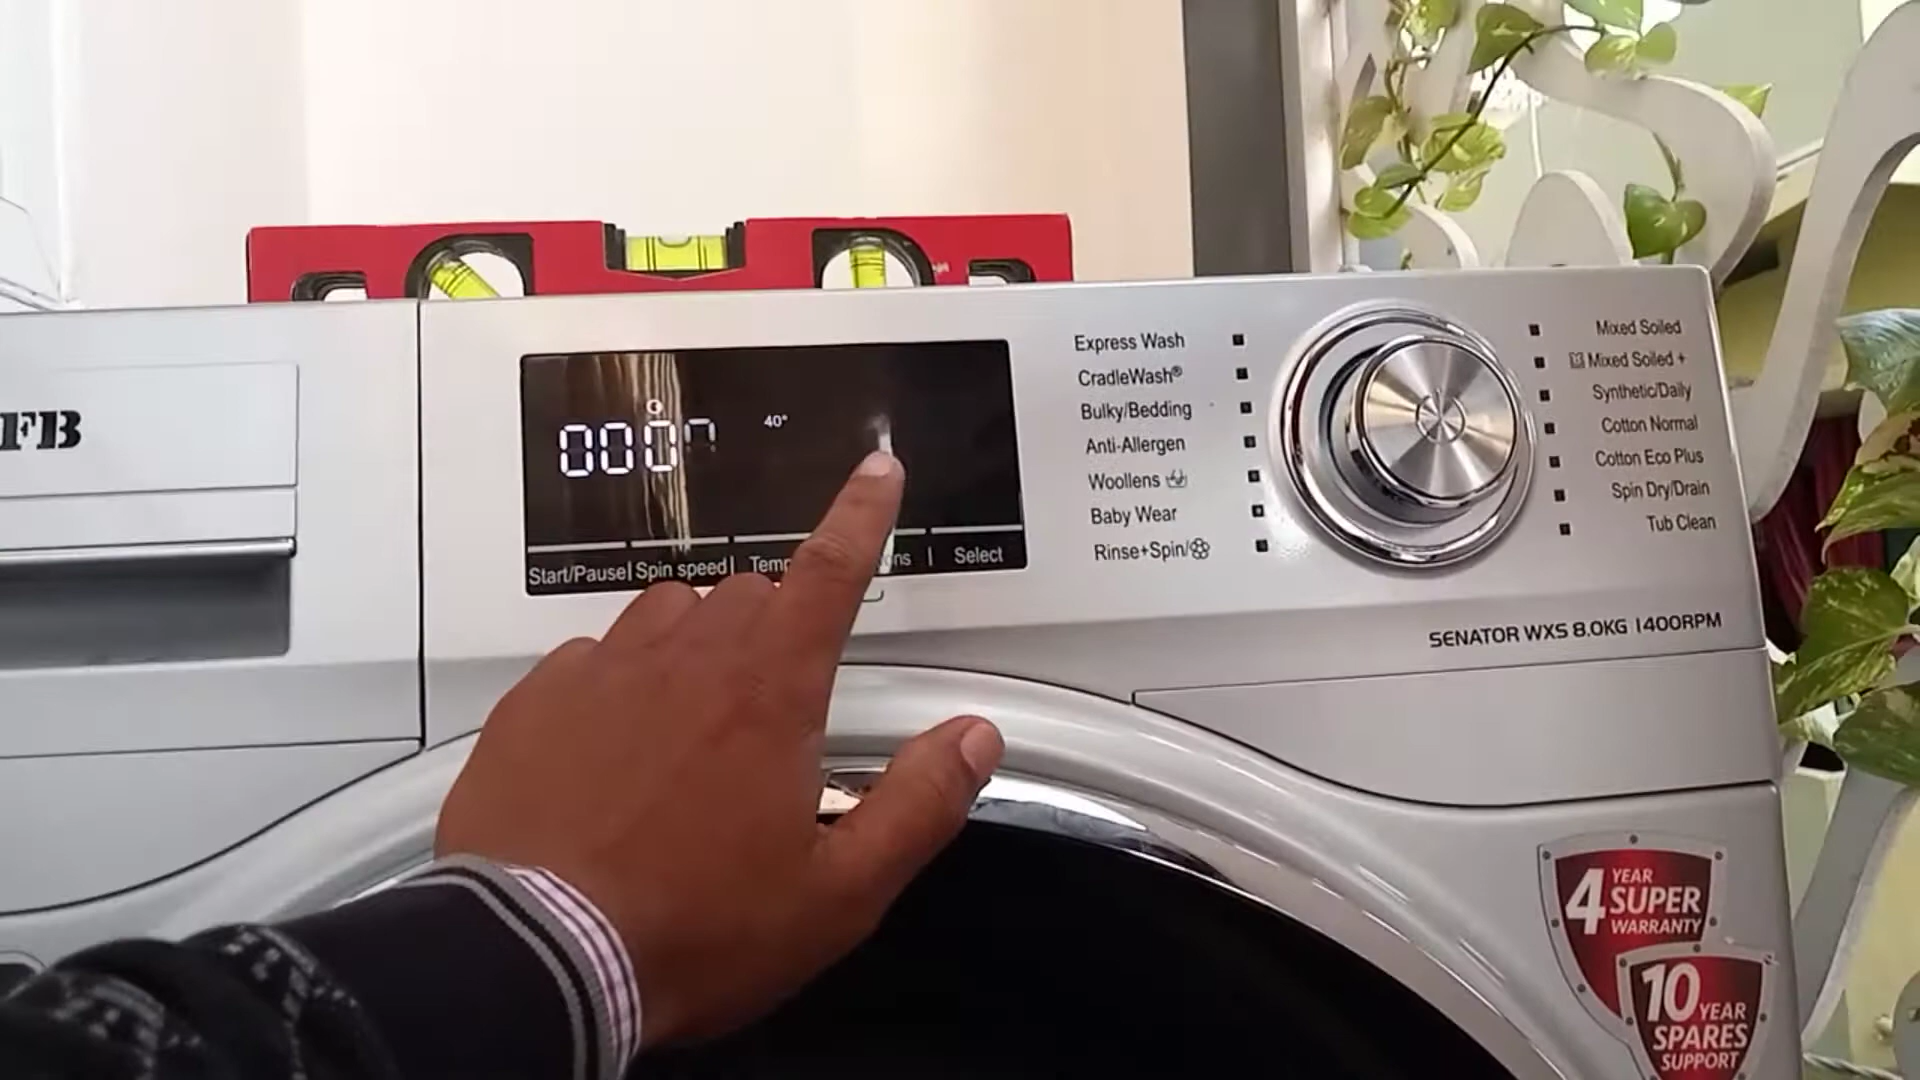 FB
000
40°
Start/Pause| Spin speed| Temp
ons | Select
Express Wash
CradleWash®
Bulky/Bedding
Anti-Allergen
Woollens
Baby Wear
Rinse+Spin/
Mixed Soiled
Mixed Soiled +
Synthetic/Daily
Cotton Normal
Cotton Eco Plus
Spin Dry/Drain
Tub Clean
SENATOR WXS 8.0KG 1400RPM
4 YEAR
SUPER
WARRANTY
10 YEAR
SPARES
SUPPORT